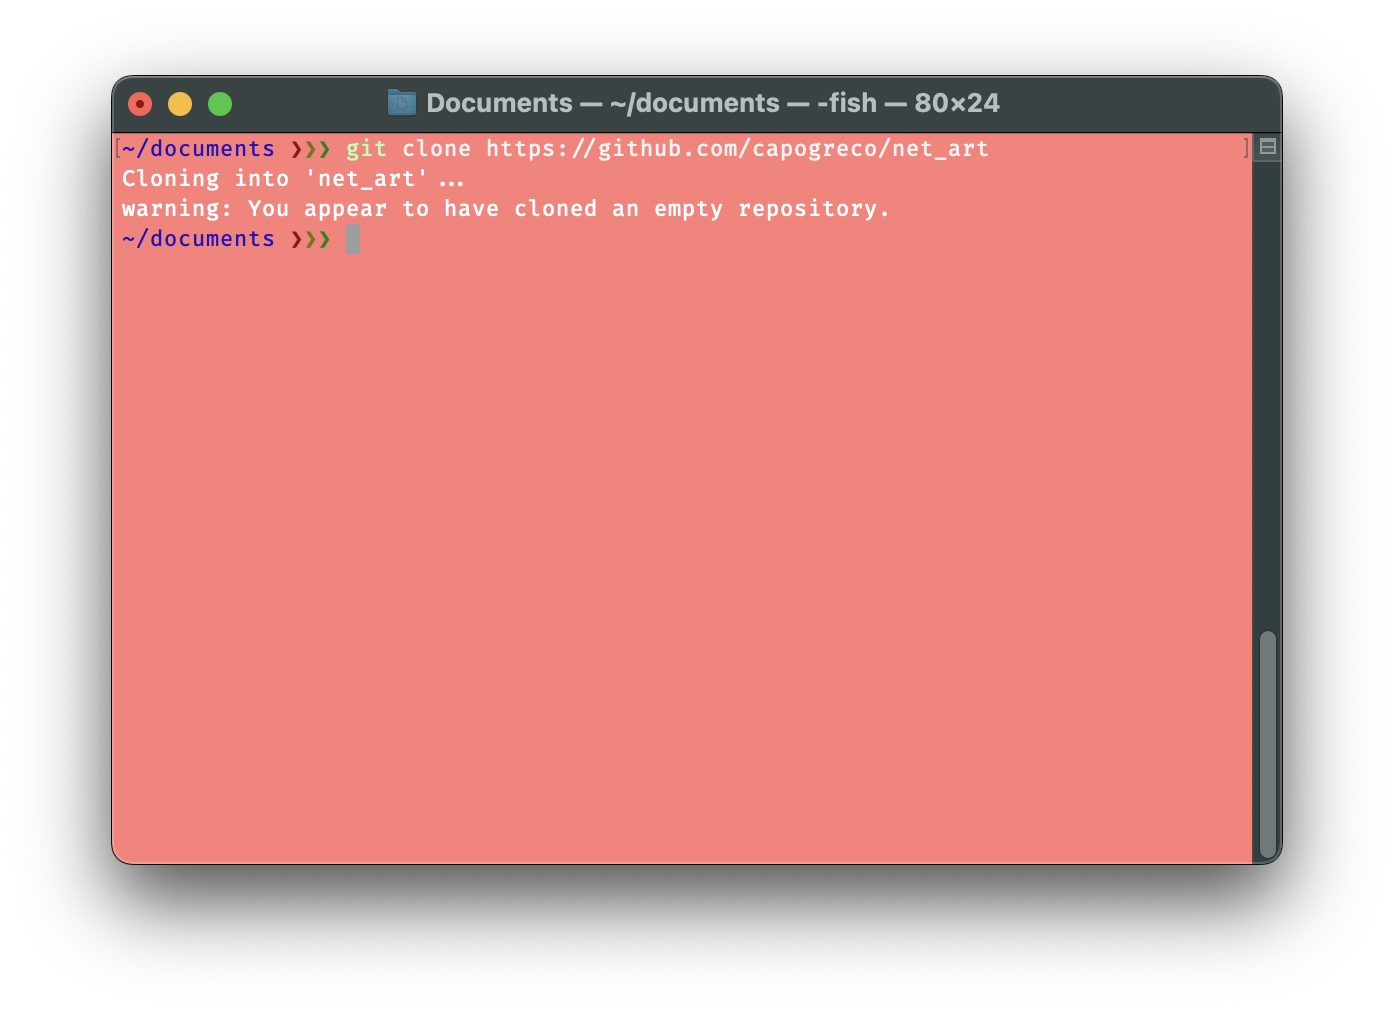 Documents — ~/documents — -fish — 80×24
[~/documents ❯❯❯ git clone https://github.com/capogreco/net_art ]
Cloning into 'net_art'...
warning: You appear to have cloned an empty repository.
~/documents ❯❯❯